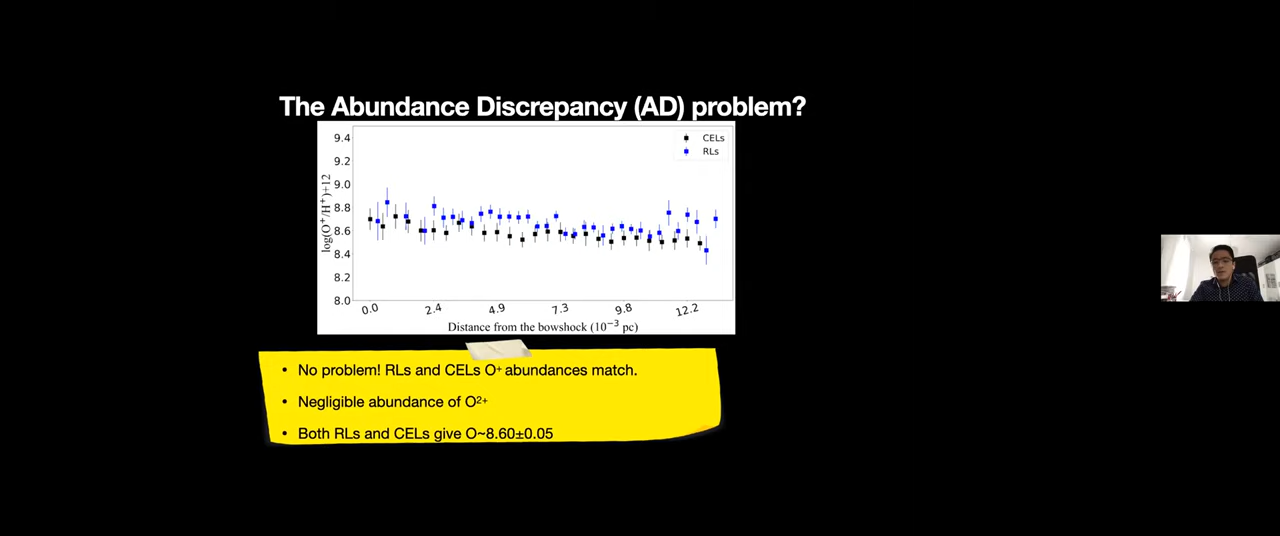 The Abundance Discrepancy (AD) problem?
CELs
RLs
9.4
9.2
9.0
8.8
8.6
8.4
8.2
8.0
log(O⁺/H⁺)+12
0.0 2.4 4.9 7.3 9.8 12.2
Distance from the bowshock (10⁻³ pc)
• No problem! RLs and CELs O⁺ abundances match.
• Negligible abundance of O²⁺
• Both RLs and CELs give O~8.60±0.05